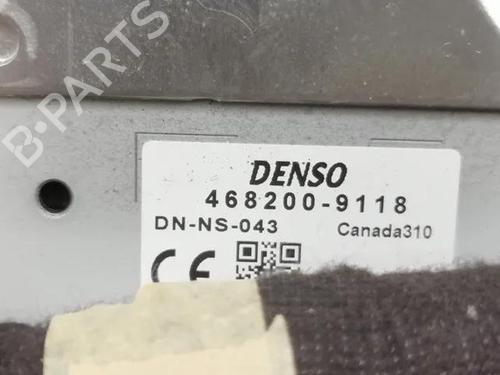 B-PARTS
DENSO
468200-9118
DN-NS-043 Canada310
CE